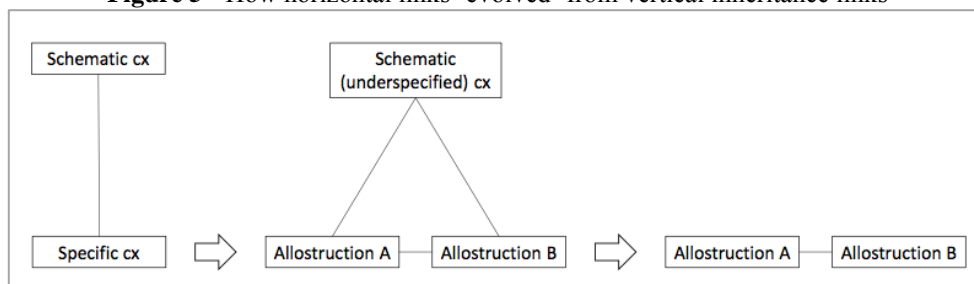 Figure 3 - How horizontal links "evolved" from vertical inheritance links
Schematic cx
Schematic
(underspecified) cx
Specific cx
Allostruction A
Allostruction B
Allostruction A
Allostruction B